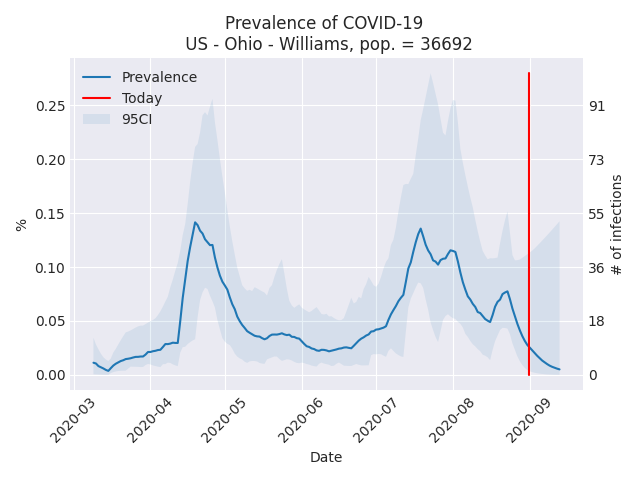 Prevalence of COVID-19
US - Ohio - Williams, pop. = 36692
Prevalence
Today
95CI
%
0.25
0.20
0.15
0.10
0.05
0.00
91
73
55
36
18
0
# of infections
2020-03
2020-04
2020-05
2020-06
2020-07
2020-08
2020-09
Date